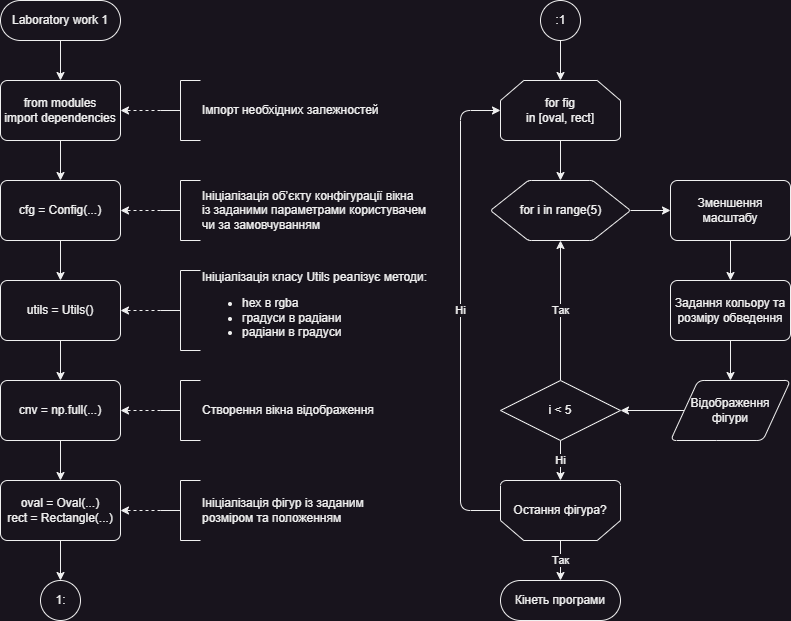 Laboratory work 1
from modules
import dependencies
Імпорт необхідних залежностей
cfg = Config(...)
Ініціалізація об'єкту конфігурації вікна
із заданими параметрами користувачем
чи за замовчуванням
utils = Utils()
Ініціалізація класу Utils реалізує методи:
• hex в rgba
• градуси в радіани
• радіани в градуси
cnv = np.full(...)
Створення вікна відображення
oval = Oval(...)
rect = Rectangle(...)
Ініціалізація фігур із заданим
розміром та положенням
1:
:1
for fig
in [oval, rect]
for i in range(5)
Зменшення
масштабу
Задання кольору та
розміру обведення
Відображення
фігури
i < 5
Так
Ні
Ні
Остання фігура?
Так
Кінеть програми